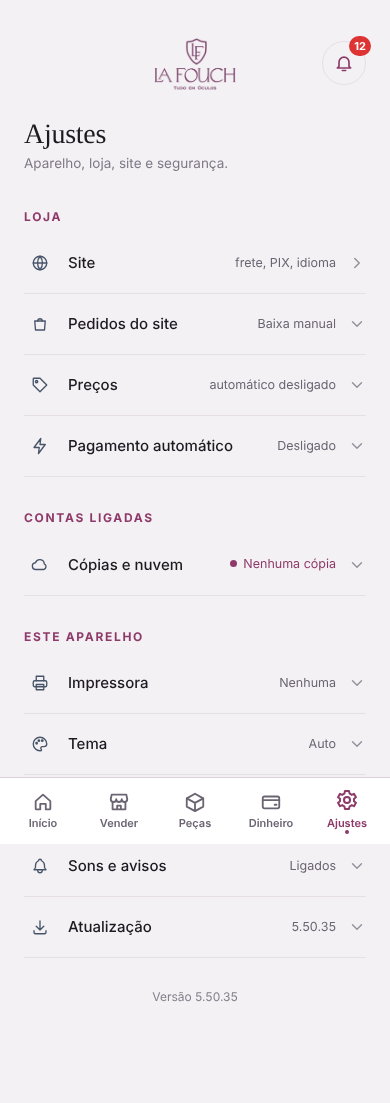 LF
LA FOUCH
Tudo em Óculos
12
Ajustes
Aparelho, loja, site e segurança.
LOJA
Site frete, PIX, idioma
Pedidos do site Baixa manual
Preços automático desligado
Pagamento automático Desligado
CONTAS LIGADAS
Cópias e nuvem Nenhuma cópia
ESTE APARELHO
Impressora Nenhuma
Tema Auto
Início Vender Peças Dinheiro Ajustes
Sons e avisos Ligados
Atualização 5.50.35
Versão 5.50.35